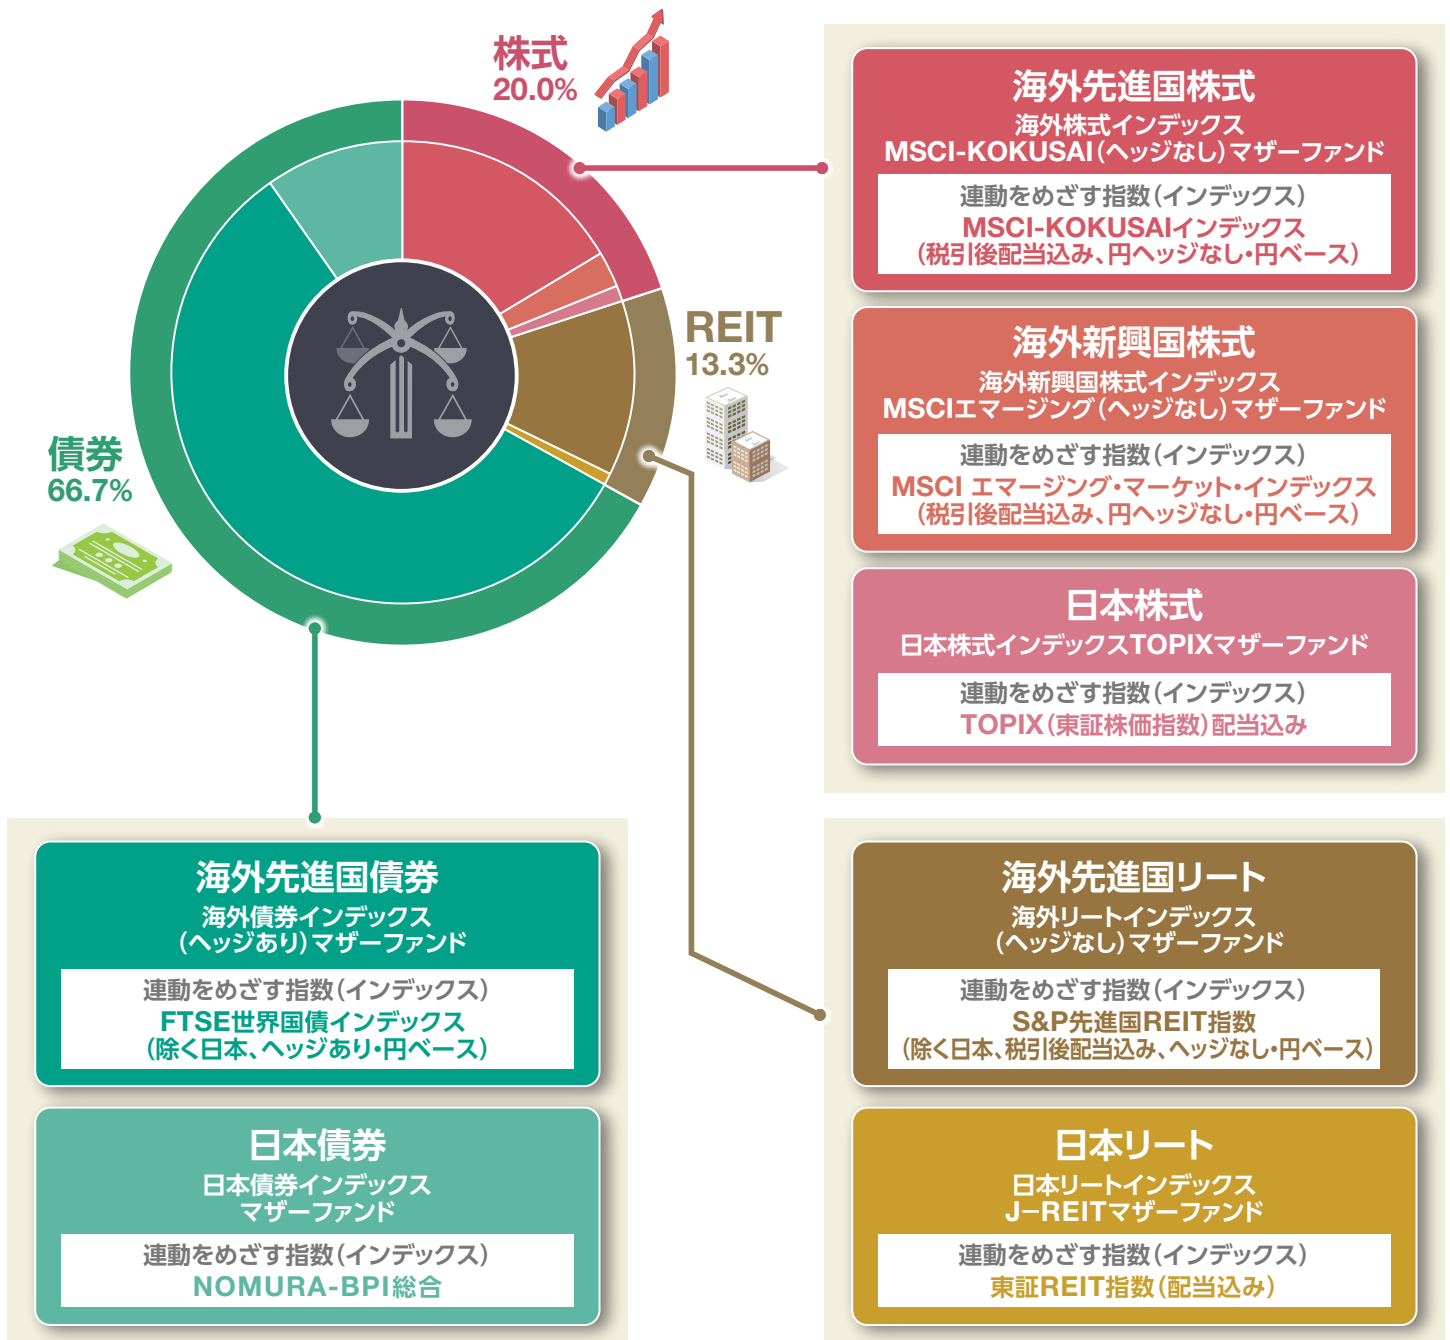 株式
20.0%
REIT
13.3%
債券
66.7%
海外先進国株式
海外株式インデックス
MSCI-KOKUSAI(ヘッジなし)マザーファンド
連動をめざす指数(インデックス)
MSCI-KOKUSAIインデックス
(税引後配当込み、円ヘッジなし・円ベース)
海外新興国株式
海外新興国株式インデックス
MSCIエマージング(ヘッジなし)マザーファンド
連動をめざす指数(インデックス)
MSCI エマージング・マーケット・インデックス
(税引後配当込み、円ヘッジなし・円ベース)
日本株式
日本株式インデックスTOPIXマザーファンド
連動をめざす指数(インデックス)
TOPIX(東証株価指数)配当込み
海外先進国債券
海外債券インデックス
(ヘッジあり)マザーファンド
連動をめざす指数(インデックス)
FTSE世界国債インデックス
(除く日本、ヘッジあり・円ベース)
日本債券
日本債券インデックス
マザーファンド
連動をめざす指数(インデックス)
NOMURA-BPI総合
海外先進国リート
海外リートインデックス
(ヘッジなし)マザーファンド
連動をめざす指数(インデックス)
S&P先進国REIT指数
(除く日本、税引後配当込み、ヘッジなし・円ベース)
日本リート
日本リートインデックス
J−REITマザーファンド
連動をめざす指数(インデックス)
東証REIT指数(配当込み)